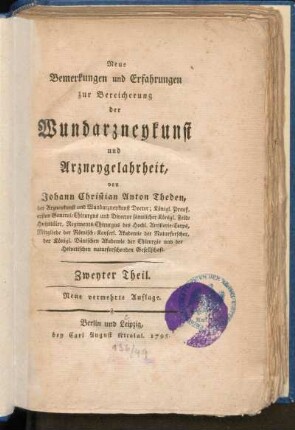 Neue
Bemerkungen und Erfahrungen
zur Bereicherung
der
Wundarzneykunst
und
Arzneygelahrheit,
von
Johann Christian Anton Theden,
der Arzneykunst und Wundarzneykunst Doctor; Königl. Preuß.
ersten General-Chirurgus und Director sämmtlicher Königl. Feld-
Hospitäler, Regiments-Chirurgus des Hochl. Artillerie-Corps,
Mitgliede der Römisch-Kaiserl. Akademie der Naturforscher,
der Königl. Dänischen Akademie der Chirurgie und der
Helvetischen naturforschenden Gesellschaft.
Zweyter Theil.
Neue vermehrte Auflage.
Berlin und Leipzig,
bey Carl August Nicolai. 1795.